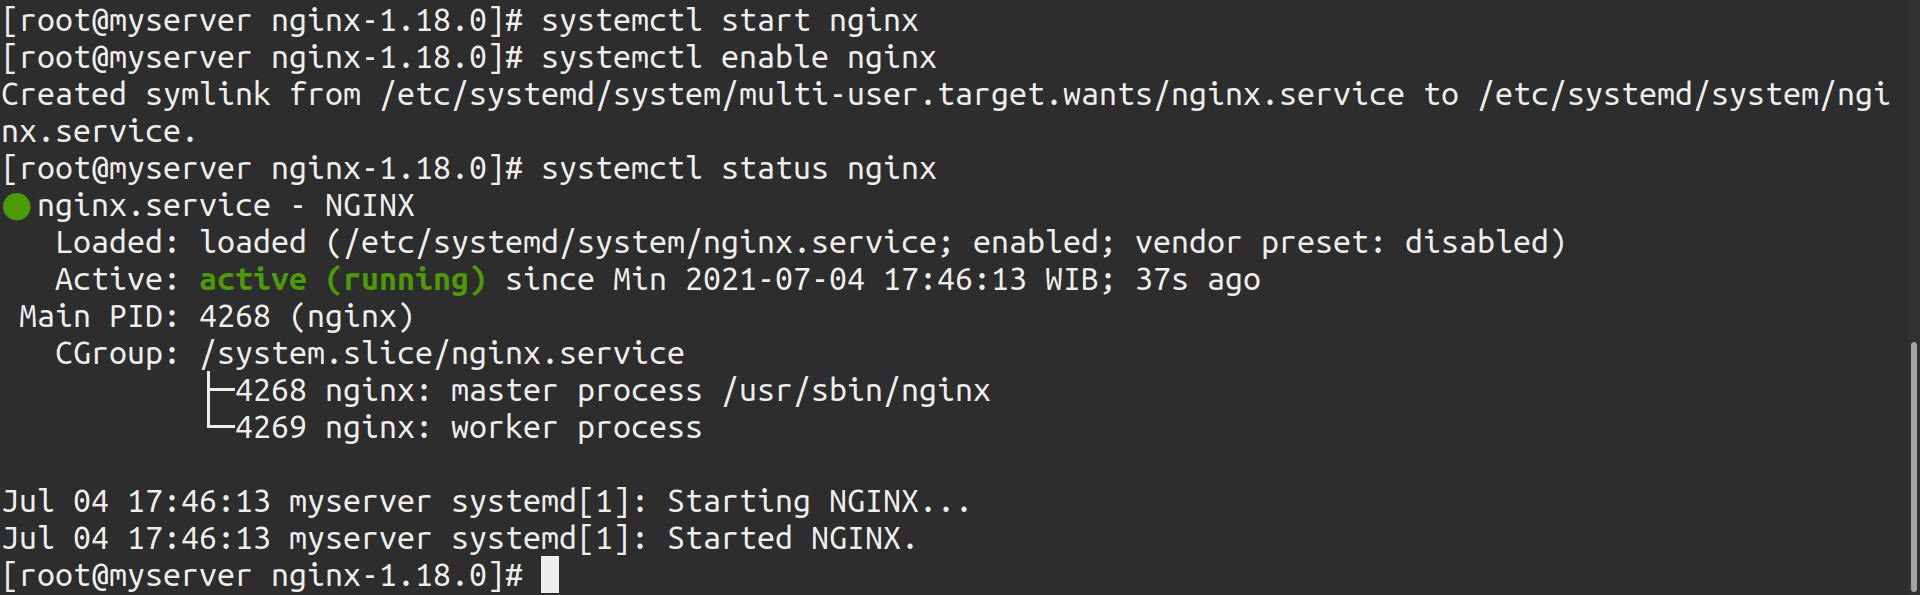 [root@myserver nginx-1.18.0]# systemctl start nginx
[root@myserver nginx-1.18.0]# systemctl enable nginx
Created symlink from /etc/systemd/system/multi-user.target.wants/nginx.service to /etc/systemd/system/ngi
nx.service.
[root@myserver nginx-1.18.0]# systemctl status nginx
● nginx.service - NGINX
   Loaded: loaded (/etc/systemd/system/nginx.service; enabled; vendor preset: disabled)
   Active: active (running) since Min 2021-07-04 17:46:13 WIB; 37s ago
 Main PID: 4268 (nginx)
   CGroup: /system.slice/nginx.service
           ├─4268 nginx: master process /usr/sbin/nginx
           └─4269 nginx: worker process

Jul 04 17:46:13 myserver systemd[1]: Starting NGINX...
Jul 04 17:46:13 myserver systemd[1]: Started NGINX.
[root@myserver nginx-1.18.0]#